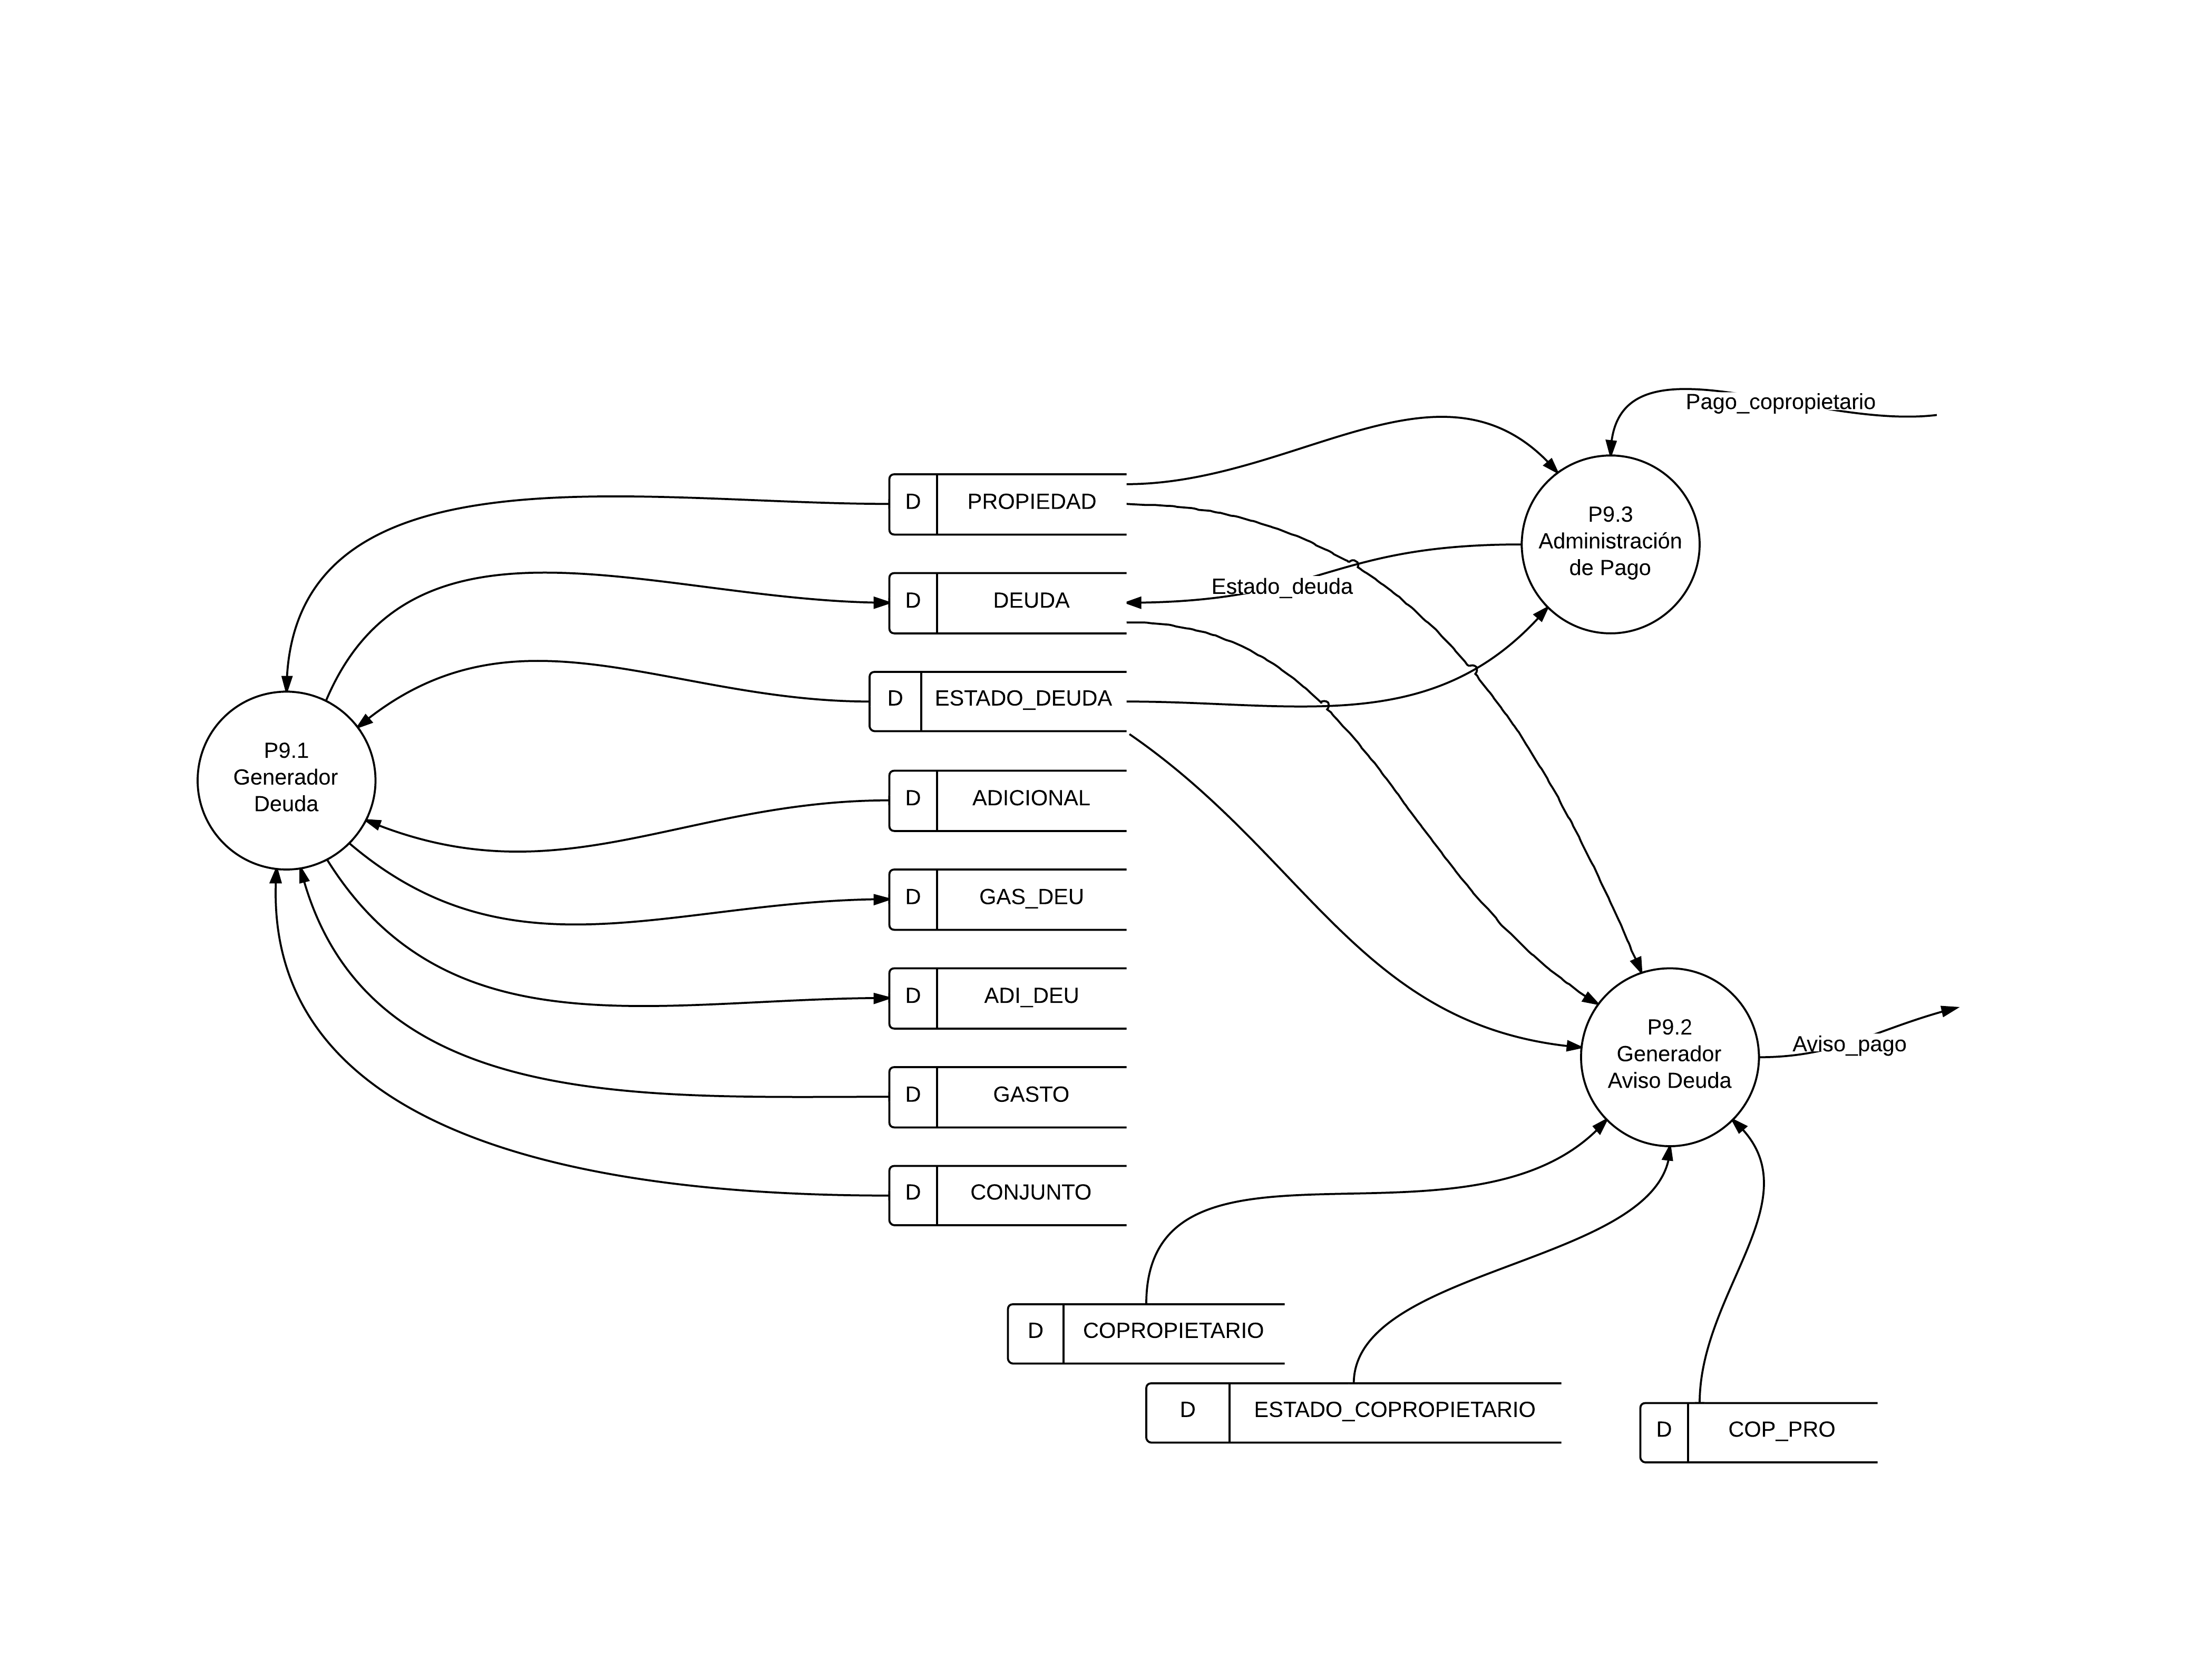 Pago_copropietario
D PROPIEDAD
P9.3
Administración
de Pago
Estado_deuda
D DEUDA
D ESTADO_DEUDA
P9.1
Generador
Deuda
D ADICIONAL
D GAS_DEU
D ADI_DEU
P9.2
Generador
Aviso Deuda
Aviso_pago
D GASTO
D CONJUNTO
D COPROPIETARIO
D ESTADO_COPROPIETARIO
D COP_PRO